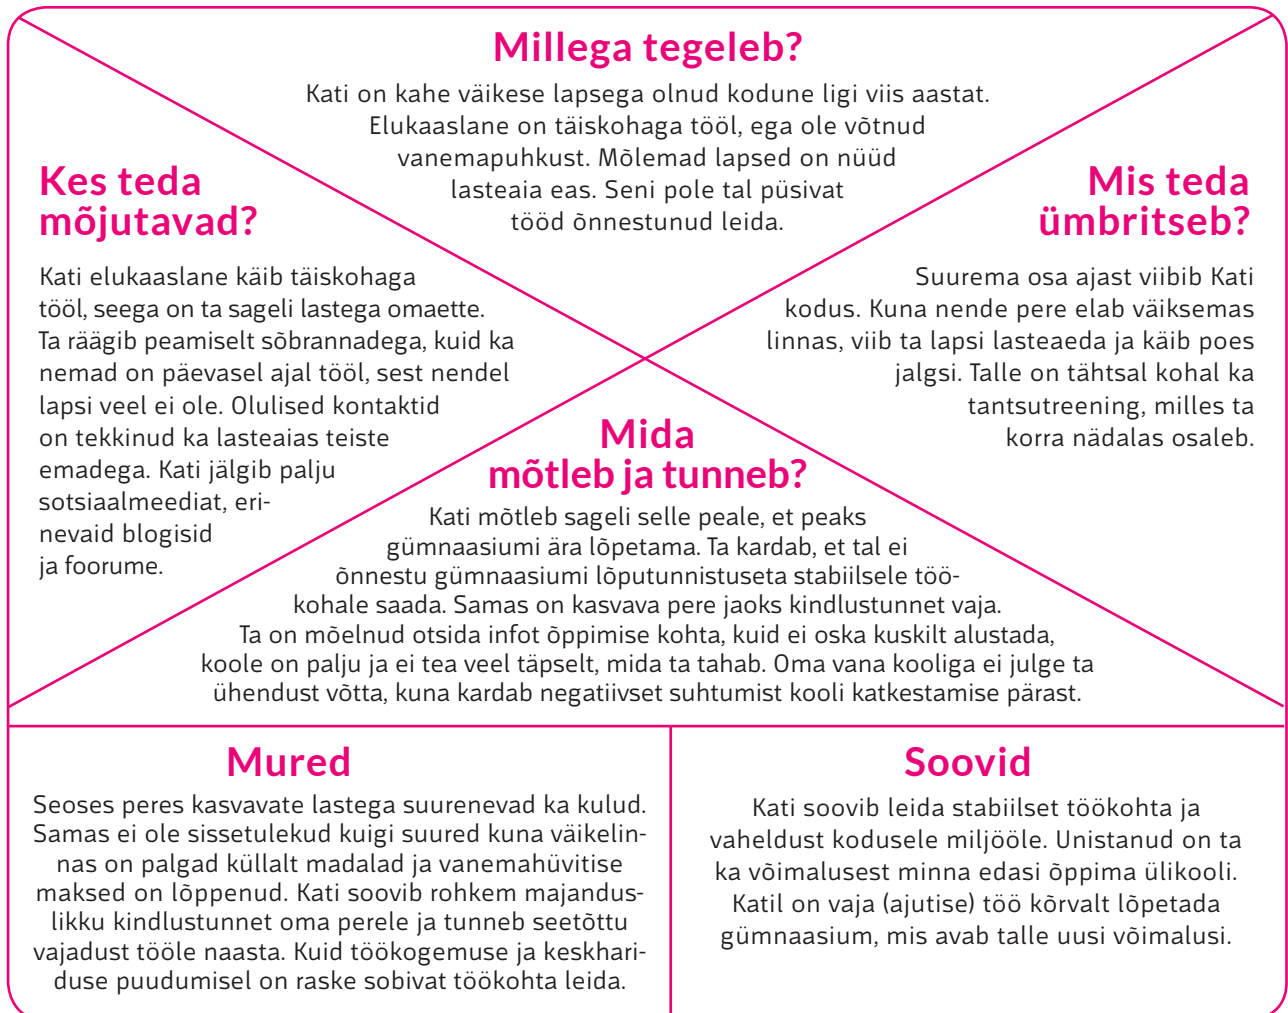 Millega tegeleb?
Kati on kahe väikese lapsega olnud kodune ligi viis aastat.
Elukaaslane on täiskohaga tööl, ega ole võtnud
vanemapuhkust. Mõlemad lapsed on nüüd
lasteaia eas. Seni pole tal püsivat
tööd õnnestunud leida.
Kes teda
mõjutavad?
Kati elukaaslane käib täiskohaga
tööl, seega on ta sageli lastega omaette.
Ta räägib peamiselt sõbrannadega, kuid ka
nemad on päevasel ajal tööl, sest nendel
lapsi veel ei ole. Olulised kontaktid
on tekkinud ka lasteaias teiste
emadega. Kati jälgib palju
sotsiaalmeediat, eri-
nevaid blogisid
ja foorume.
Mis teda
ümbritseb?
Suurema osa ajast viibib Kati
kodus. Kuna nende pere elab väiksemas
linnas, viib ta lapsi lasteaeda ja käib poes
jalgsi. Talle on tähtsal kohal ka
tantsutreening, milles ta
korra nädalas osaleb.
Mida
mõtleb ja tunneb?
Kati mõtleb sageli selle peale, et peaks
gümnaasiumi ära lõpetama. Ta kardab, et tal ei
õnnestu gümnaasiumi lõputunnistuseta stabiilsele töö-
kohale saada. Samas on kasvava pere jaoks kindlustunnet vaja.
Ta on mõelnud otsida infot õppimise kohta, kuid ei oska kuskilt alustada,
koole on palju ja ei tea veel täpselt, mida ta tahab. Oma vana kooliga ei julge ta
ühendust võtta, kuna kardab negatiivset suhtumist kooli katkestamise pärast.
Mured
Seoses peres kasvavate lastega suurenevad ka kulud.
Samas ei ole sissetulekud kuigi suured kuna väikelin-
nas on palgad küllalt madalad ja vanemahüvitise
maksed on lõppenud. Kati soovib rohkem majandus-
likku kindlustunnet oma perele ja tunneb seetõttu
vajadust tööle naasta. Kuid töökogemuse ja keskhari-
duse puudumisel on raske sobivat töökohta leida.
Soovid
Kati soovib leida stabiilset töökohta ja
vaheldust kodusele miljööle. Unistanud on ta
ka võimalusest minna edasi õppima ülikooli.
Katil on vaja (ajutise) töö kõrvalt lõpetada
gümnaasium, mis avab talle uusi võimalusi.